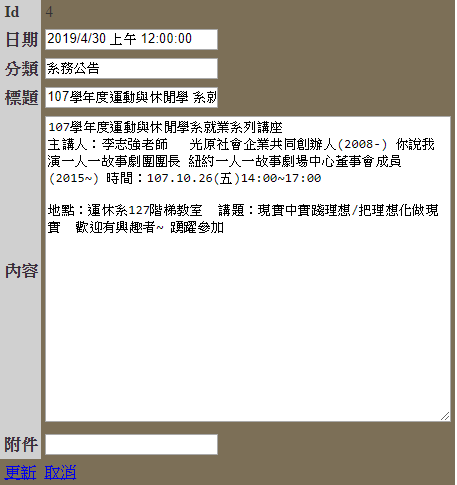 Id 4
日期 2019/4/30 上午 12:00:00
分類 系務公告
標題 107學年度運動與休閒學 系就
107學年度運動與休閒學系就業系列講座
主講人：李志強老師 光原社會企業共同創辦人(2008-) 你說我
演一人一故事劇團團長 紐約一人一故事劇場中心董事會成員
(2015~) 時間：107.10.26(五)14:00~17:00
地點：運休系127階梯教室 講題：現實中實踐理想/把理想化做現
實 歡迎有興趣者~ 踴躍參加
內容
附件
更新 取消